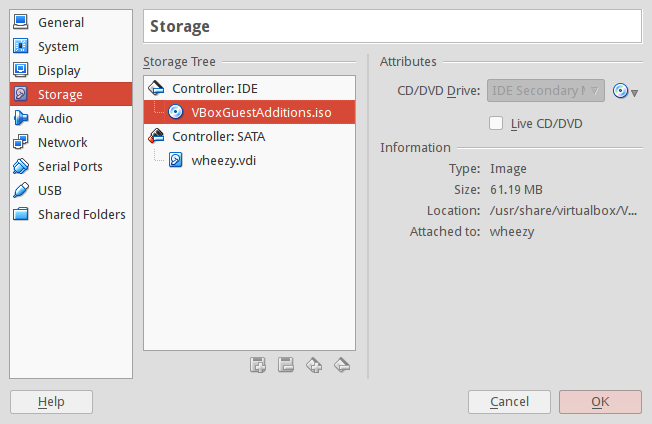 General
System
Display
Storage
Audio
Network
Serial Ports
USB
Shared Folders
Storage
Storage Tree
Controller: IDE
VBoxGuestAdditions.iso
Controller: SATA
wheezy.vdi
Attributes
CD/DVD Drive: IDE Secondary
Live CD/DVD
Information
Type: Image
Size: 61.19 MB
Location: /usr/share/virtualbox/V...
Attached to: wheezy
Help
Cancel
OK